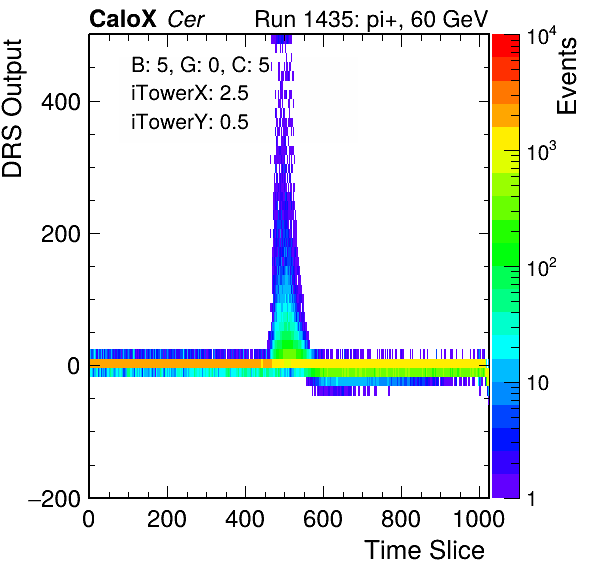 CaloX Cer Run 1435: pi+, 60 GeV
B: 5, G: 0, C: 5
iTowerX: 2.5
iTowerY: 0.5
DRS Output
400
200
0
−200
0 200 400 600 800 1000
Time Slice
Events
10^4
10^3
10^2
10
1